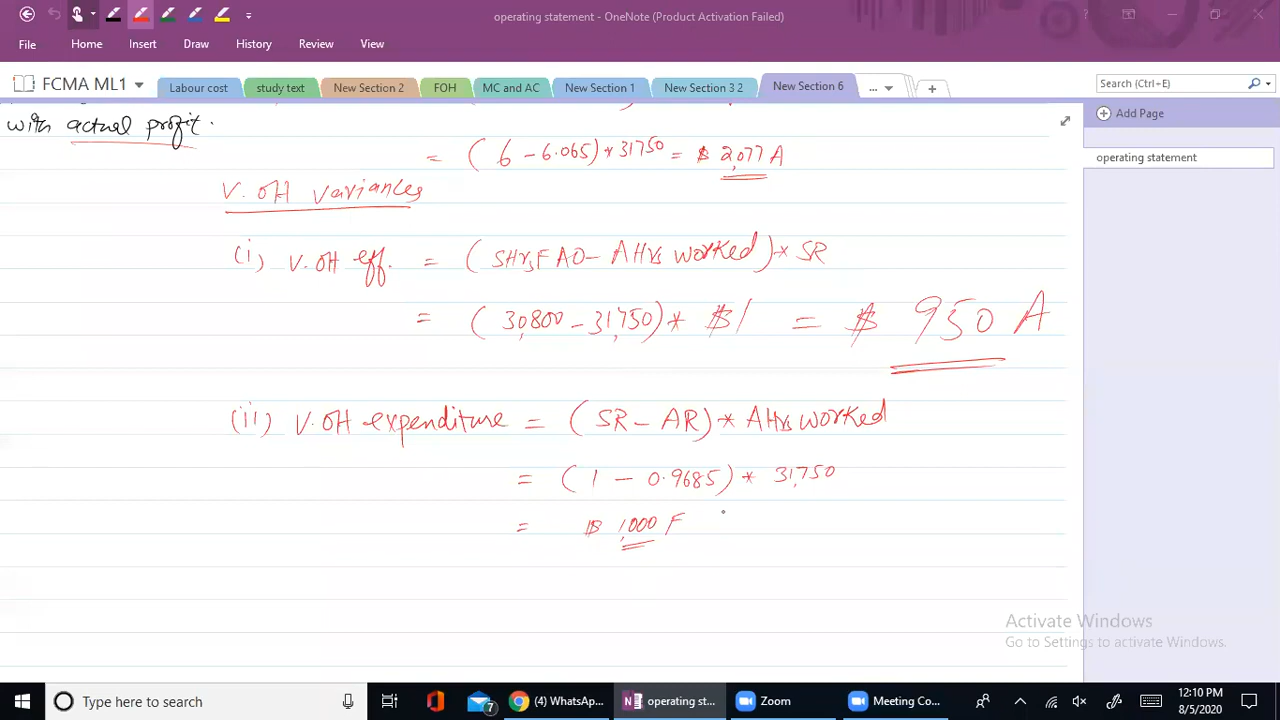 operating statement - OneNote (Product Activation Failed)
File Home Insert Draw History Review View
FCMA ML1 Labour cost study text New Section 2 FOH MC and AC New Section 1 New Section 3 2 New Section 6 ... Search (Ctrl+E)
Add Page
operating statement
with actual profit.
= (6 - 6.065) * 31750 = $ 2,077 A
V.OH variances
(i) V.OH eff. = (SHrsFAO - AHrs worked) * SR
= (30,800 - 31,750) * $1 = $ 950 A
(ii) V.OH expenditure = (SR - AR) * AHrs worked
= (1 - 0.9685) * 31,750
= $ 1,000 F
Activate Windows
Go to Settings to activate Windows.
Type here to search
7
(4) WhatsApp...
operating sta...
Zoom
Meeting Co...
12:10 PM
8/5/2020